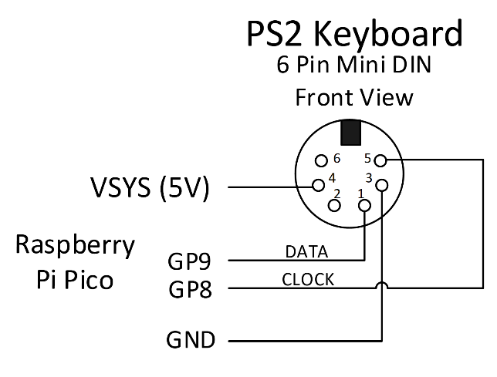 PS2 Keyboard
6 Pin Mini DIN
Front View
6 5
4 3
2 1
VSYS (5V)
Raspberry
Pi Pico
GP9 DATA
GP8 CLOCK
GND